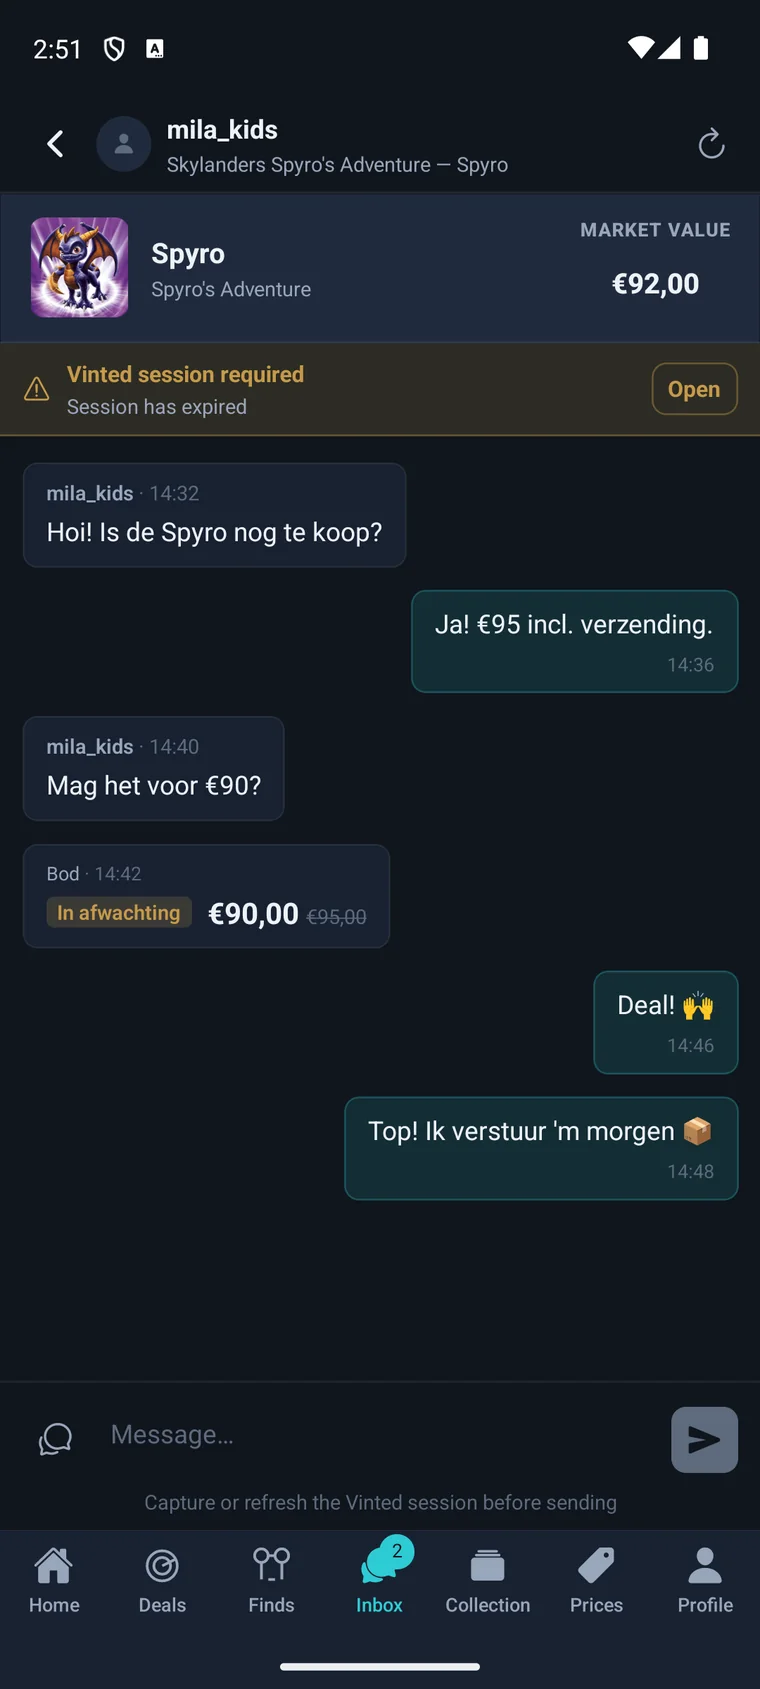 2:51
A
mila_kids
Skylanders Spyro's Adventure — Spyro
MARKET VALUE
Spyro
€92,00
Spyro's Adventure
Vinted session required
Session has expired
Open
mila_kids · 14:32
Hoi! Is de Spyro nog te koop?
Ja! €95 incl. verzending.
14:36
mila_kids · 14:40
Mag het voor €90?
Bod · 14:42
In afwachting €90,00 €95,00
Deal! 🙌
14:46
Top! Ik verstuur 'm morgen 📦
14:48
Message…
Capture or refresh the Vinted session before sending
2
Home Deals Finds Inbox Collection Prices Profile